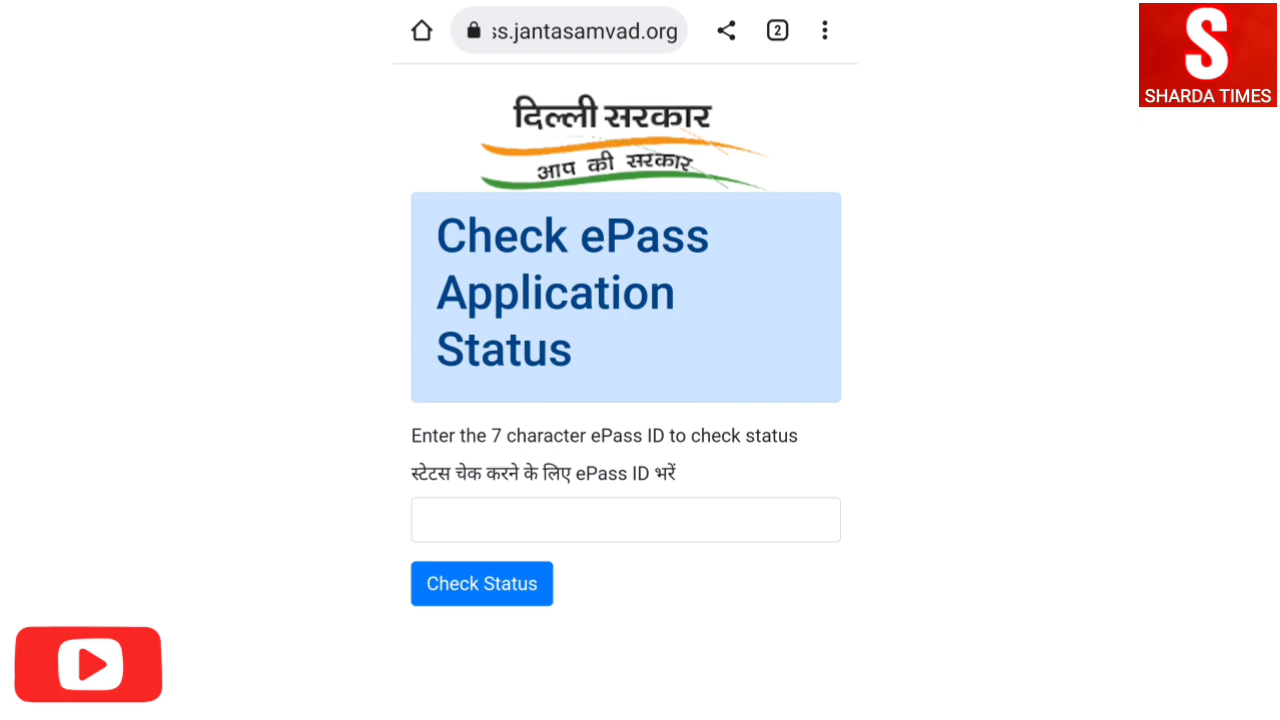 ss.jantasamvad.org
2
S
SHARDA TIMES
दिल्ली सरकार
आप की सरकार
Check ePass
Application
Status
Enter the 7 character ePass ID to check status
स्टेटस चेक करने के लिए ePass ID भरें
Check Status